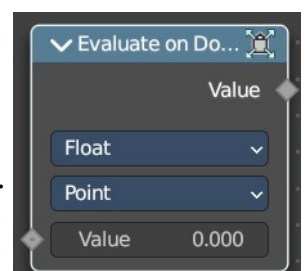 Evaluate on Do...
Value
Float
Point
Value 0.000